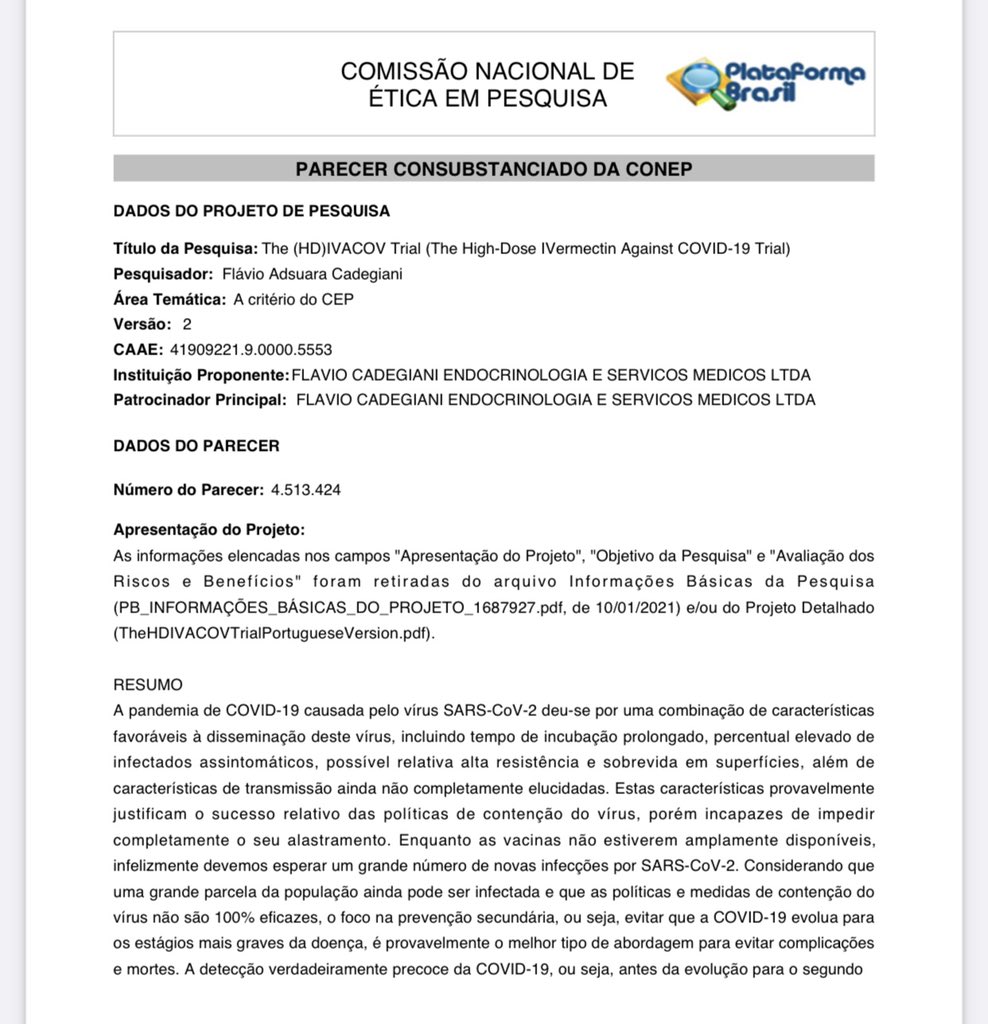 COMISSÃO NACIONAL DE
ÉTICA EM PESQUISA
Plataforma
Brasil
PARECER CONSUBSTANCIADO DA CONEP
DADOS DO PROJETO DE PESQUISA
Título da Pesquisa: The (HD)IVACOV Trial (The High-Dose IVermectin Against COVID-19 Trial)
Pesquisador: Flávio Adsuara Cadegiani
Área Temática: A critério do CEP
Versão: 2
CAAE: 41909221.9.0000.5553
Instituição Proponente: FLAVIO CADEGIANI ENDOCRINOLOGIA E SERVICOS MEDICOS LTDA
Patrocinador Principal: FLAVIO CADEGIANI ENDOCRINOLOGIA E SERVICOS MEDICOS LTDA
DADOS DO PARECER
Número do Parecer: 4.513.424
Apresentação do Projeto:
As informações elencadas nos campos "Apresentação do Projeto", "Objetivo da Pesquisa" e "Avaliação dos
Riscos e Benefícios" foram retiradas do arquivo Informações Básicas da Pesquisa
(PB_INFORMAÇÕES_BÁSICAS_DO_PROJETO_1687927.pdf, de 10/01/2021) e/ou do Projeto Detalhado
(TheHDIVACOVTrialPortugueseVersion.pdf).
RESUMO
A pandemia de COVID-19 causada pelo vírus SARS-CoV-2 deu-se por uma combinação de características
favoráveis à disseminação deste vírus, incluindo tempo de incubação prolongado, percentual elevado de
infectados assintomáticos, possível relativa alta resistência e sobrevida em superfícies, além de
características de transmissão ainda não completamente elucidadas. Estas características provavelmente
justificam o sucesso relativo das políticas de contenção do vírus, porém incapazes de impedir
completamente o seu alastramento. Enquanto as vacinas não estiverem amplamente disponíveis,
infelizmente devemos esperar um grande número de novas infecções por SARS-CoV-2. Considerando que
uma grande parcela da população ainda pode ser infectada e que as políticas e medidas de contenção do
vírus não são 100% eficazes, o foco na prevenção secundária, ou seja, evitar que a COVID-19 evolua para
os estágios mais graves da doença, é provavelmente o melhor tipo de abordagem para evitar complicações
e mortes. A detecção verdadeiramente precoce da COVID-19, ou seja, antes da evolução para o segundo